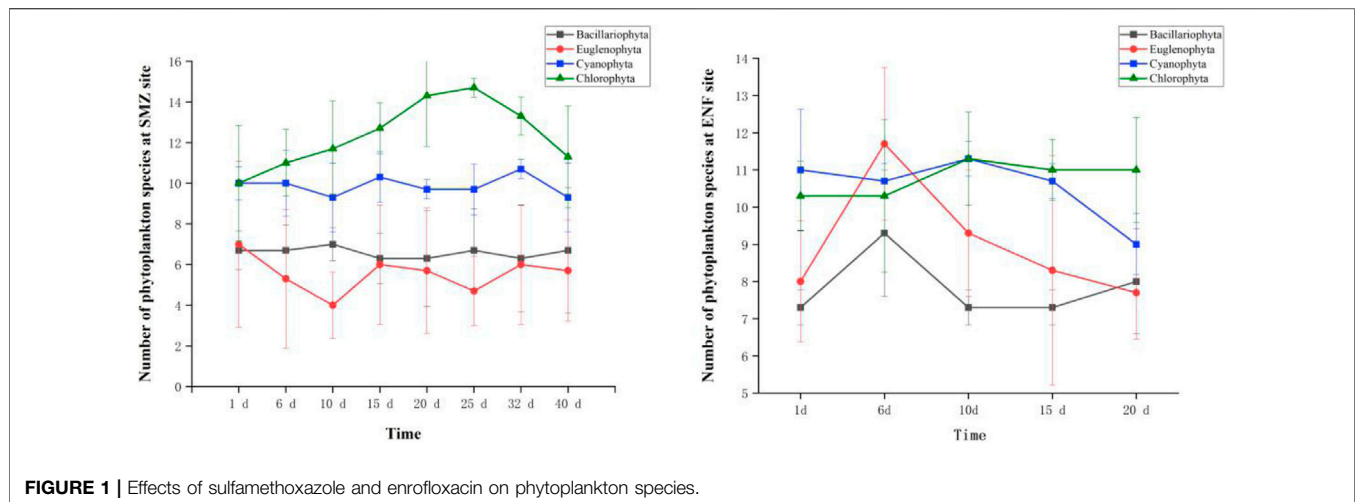 Bacillariophyta
Euglenophyta
Cyanophyta
Chlorophyta
Number of phytoplankton species at SMZ site
16
14
12
10
8
6
4
2
0
1 d 6 d 10 d 15 d 20 d 25 d 32 d 40 d
Time
Bacillariophyta
Euglenophyta
Cyanophyta
Chlorophyta
Number of phytoplankton species at ENF site
14
13
12
11
10
9
8
7
6
5
1d 6d 10d 15 d 20 d
Time
FIGURE 1 | Effects of sulfamethoxazole and enrofloxacin on phytoplankton species.